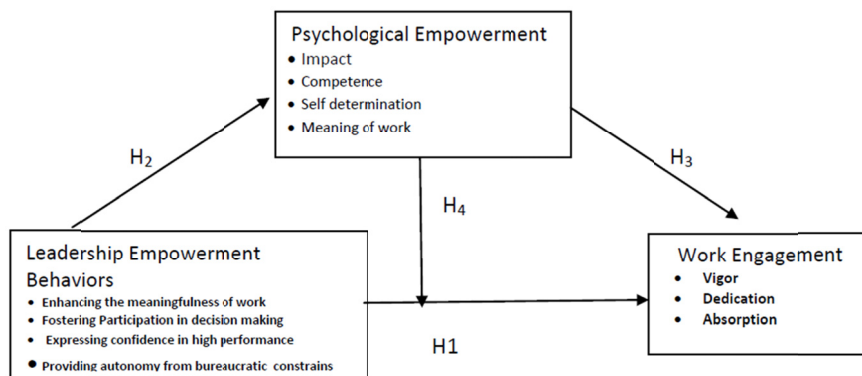 Psychological Empowerment
• Impact
• Competence
• Self determination
• Meaning of work
H₂
H₃
H₄
Leadership Empowerment
Behaviors
• Enhancing the meaningfulness of work
• Fostering Participation in decision making
• Expressing confidence in high performance
• Providing autonomy from bureaucratic constrains
Work Engagement
• Vigor
• Dedication
• Absorption
H1